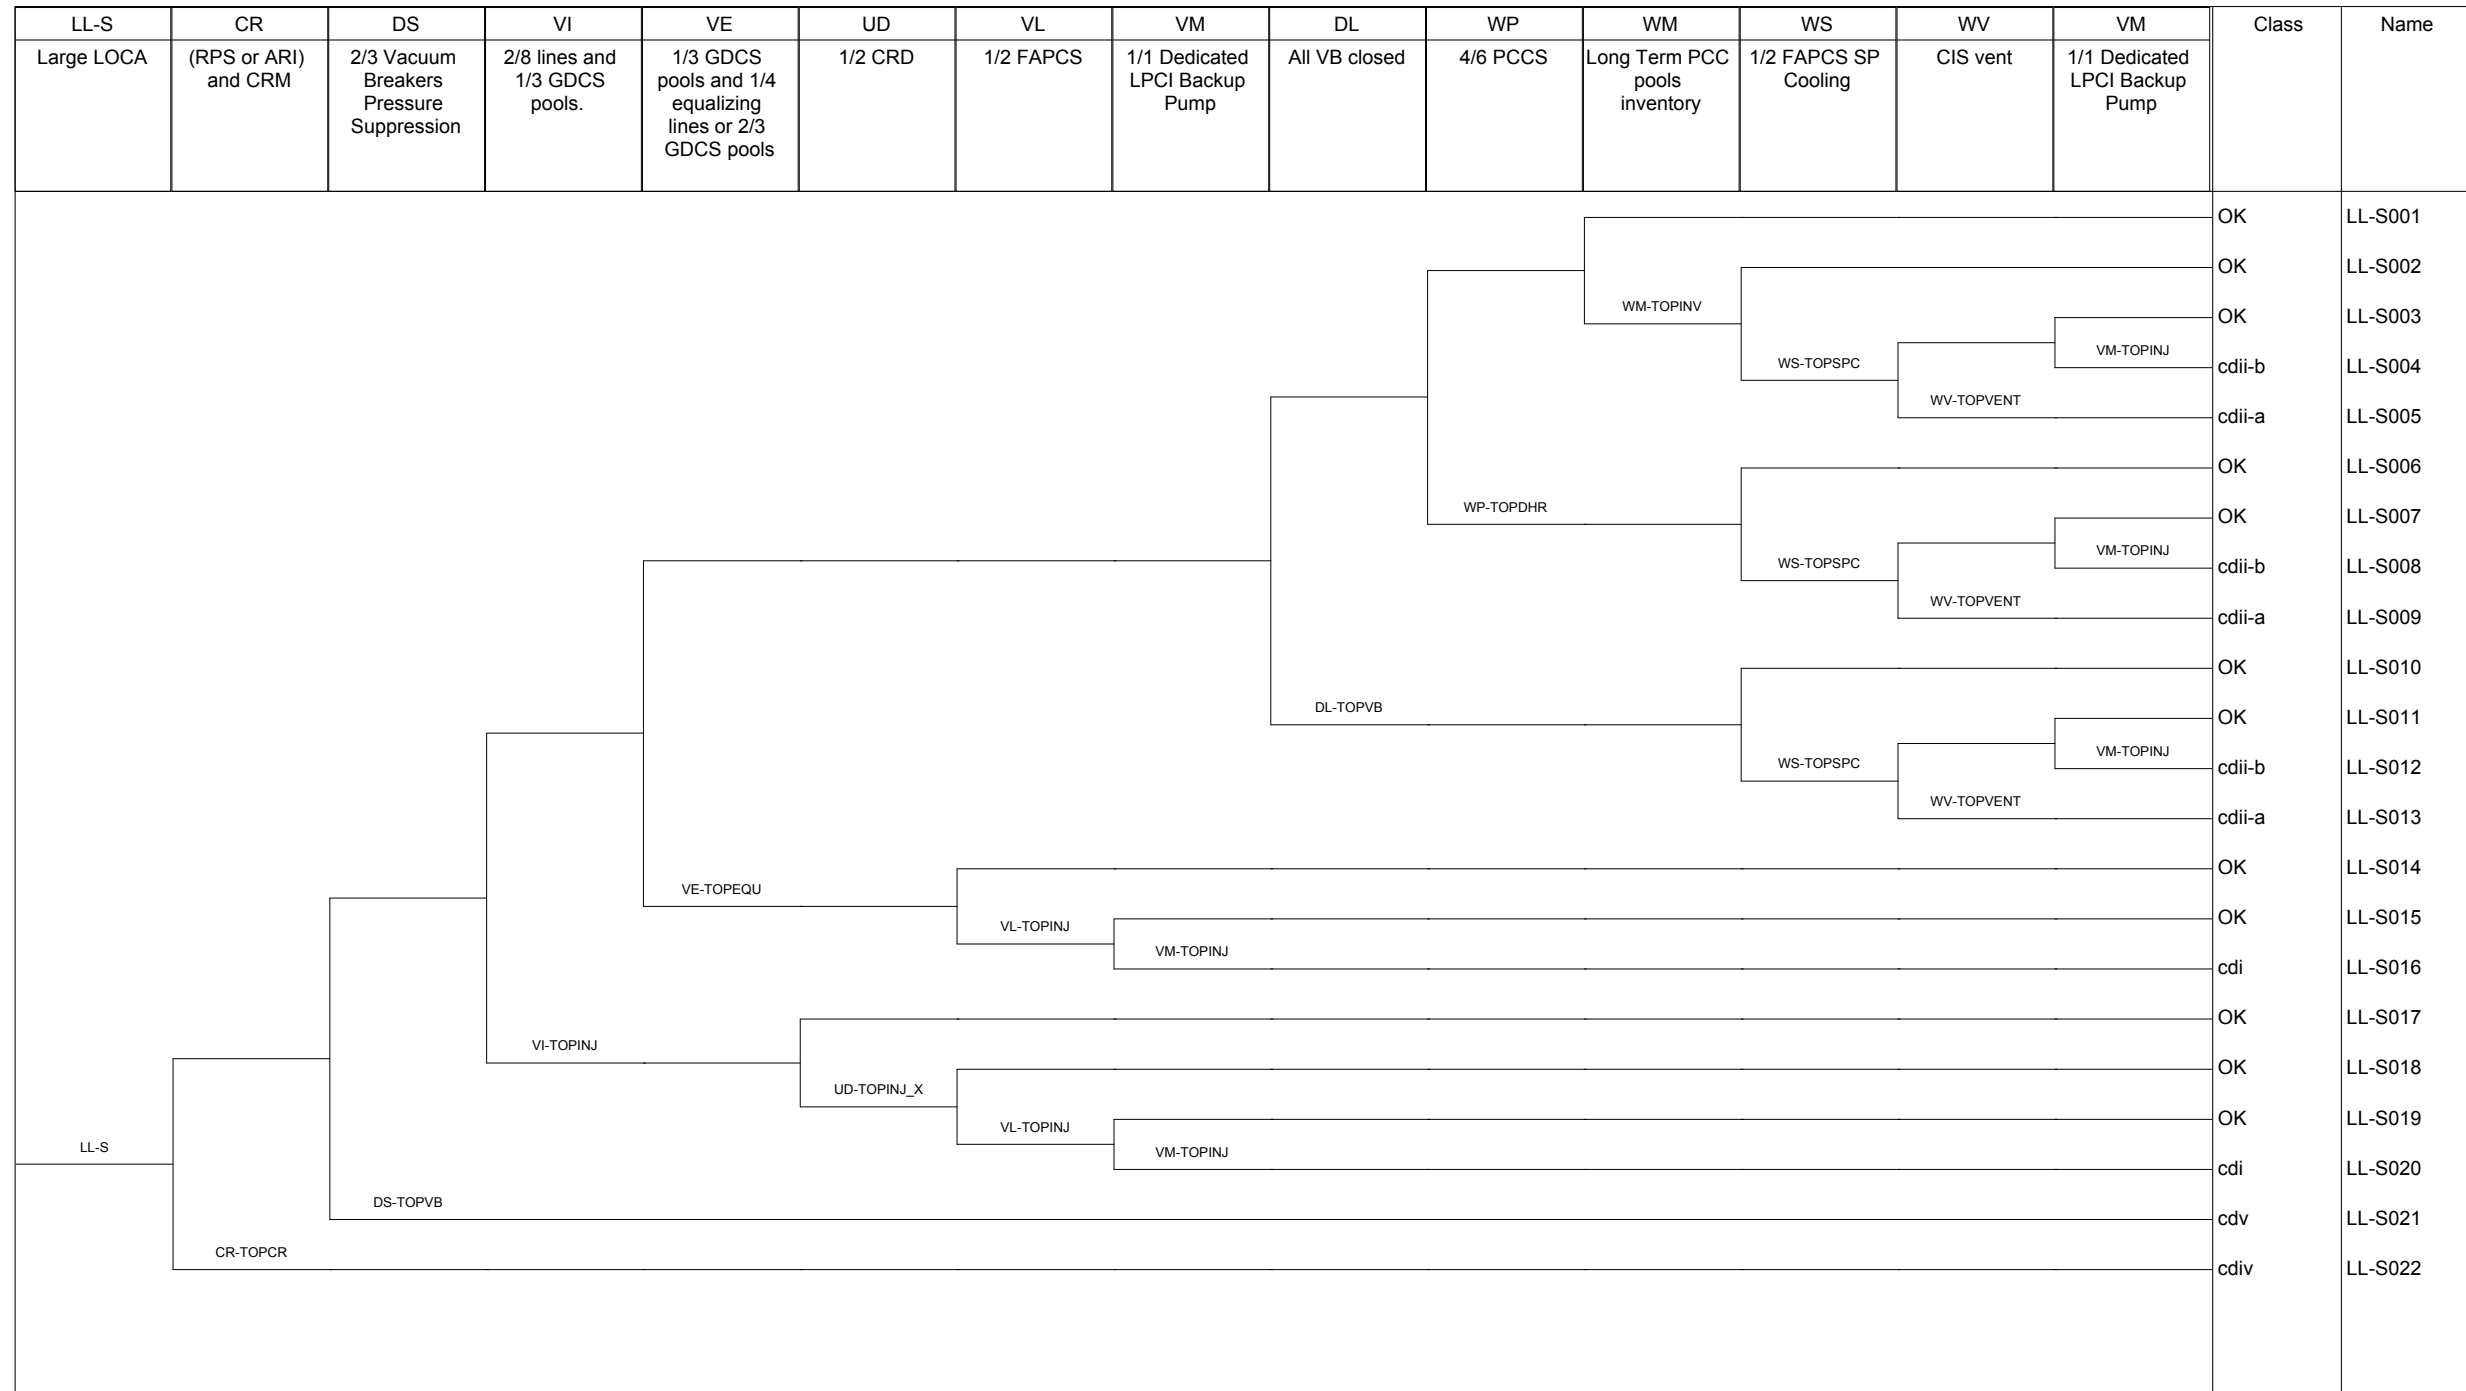 LL-S CR DS VI VE UD VL VM DL WP WM WS WV VM Class Name
Large LOCA
(RPS or ARI)
and CRM
2/3 Vacuum
Breakers
Pressure
Suppression
2/8 lines and
1/3 GDCS
pools.
1/3 GDCS
pools and 1/4
equalizing
lines or 2/3
GDCS pools
1/2 CRD
1/2 FAPCS
1/1 Dedicated
LPCI Backup
Pump
All VB closed
4/6 PCCS
Long Term PCC
pools
inventory
1/2 FAPCS SP
Cooling
CIS vent
1/1 Dedicated
LPCI Backup
Pump
OK LL-S001
OK LL-S002
WM-TOPINV
OK LL-S003
VM-TOPINJ
WS-TOPSPC
cdii-b LL-S004
WV-TOPVENT
cdii-a LL-S005
OK LL-S006
WP-TOPDHR
OK LL-S007
VM-TOPINJ
WS-TOPSPC
cdii-b LL-S008
WV-TOPVENT
cdii-a LL-S009
OK LL-S010
DL-TOPVB
OK LL-S011
VM-TOPINJ
WS-TOPSPC
cdii-b LL-S012
WV-TOPVENT
cdii-a LL-S013
OK LL-S014
VE-TOPEQU
OK LL-S015
VL-TOPINJ
VM-TOPINJ
cdi LL-S016
OK LL-S017
VI-TOPINJ
OK LL-S018
UD-TOPINJ_X
OK LL-S019
VL-TOPINJ
LL-S
VM-TOPINJ
cdi LL-S020
DS-TOPVB
cdv LL-S021
CR-TOPCR
cdiv LL-S022